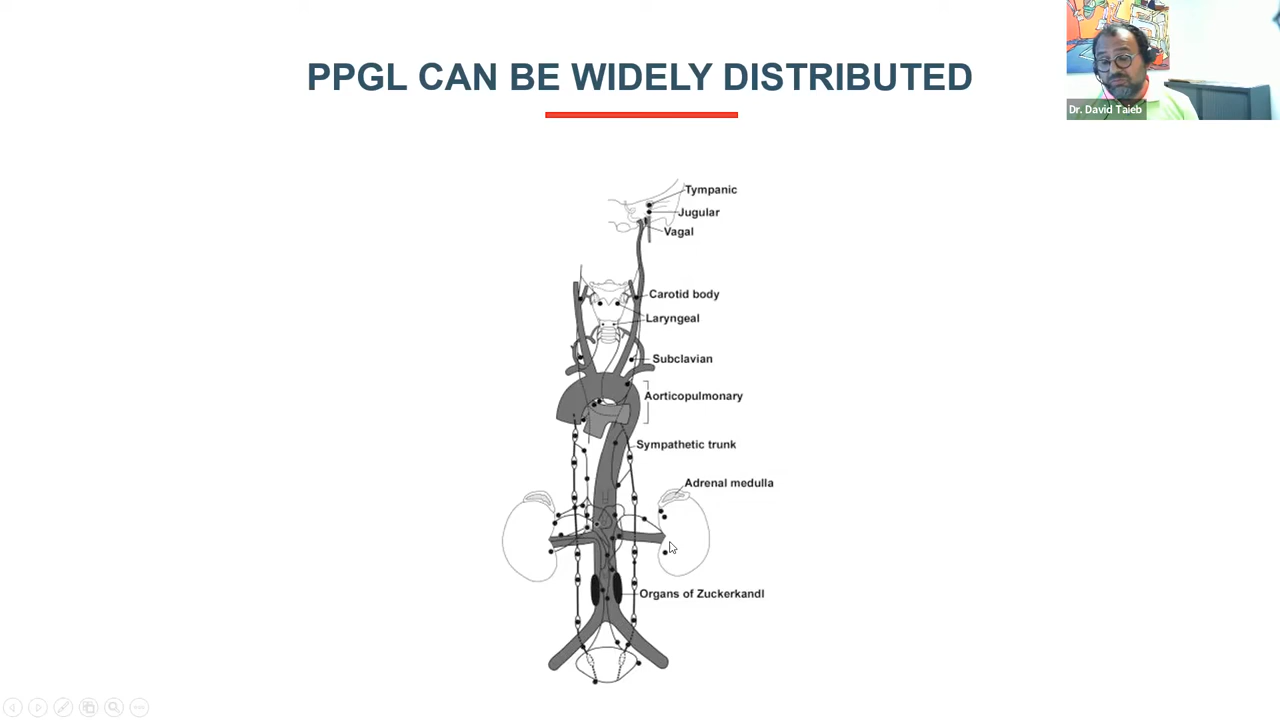 PPGL CAN BE WIDELY DISTRIBUTED
Dr. David Taieb
Tympanic
Jugular
Vagal
Carotid body
Laryngeal
Subclavian
Aorticopulmonary
Sympathetic trunk
Adrenal medulla
Organs of Zuckerkandl